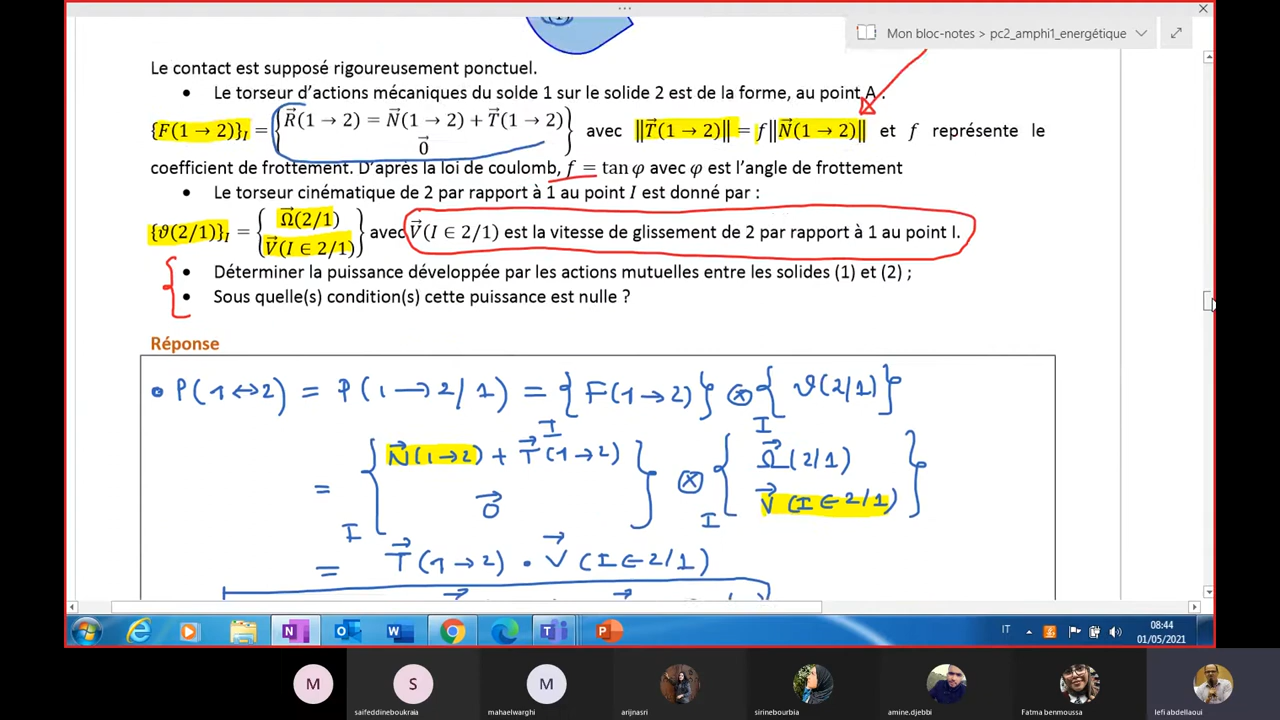 (1)
Mon bloc-notes > pc2_amphi1_energétique
Le contact est supposé rigoureusement ponctuel.
• Le torseur d'actions mécaniques du solde 1 sur le solide 2 est de la forme, au point A :
{F(1 → 2)}_I = { R⃗(1 → 2) = N⃗(1 → 2) + T⃗(1 → 2)
0⃗ } avec ‖T⃗(1 → 2)‖ = f‖N⃗(1 → 2)‖ et f représente le
coefficient de frottement. D'après la loi de coulomb, f = tan φ avec φ est l'angle de frottement
• Le torseur cinématique de 2 par rapport à 1 au point I est donné par :
{ϑ(2/1)}_I = { Ω⃗(2/1)
V⃗(I ∈ 2/1) } avec V⃗(I ∈ 2/1) est la vitesse de glissement de 2 par rapport à 1 au point I.
• Déterminer la puissance développée par les actions mutuelles entre les solides (1) et (2) ;
• Sous quelle(s) condition(s) cette puissance est nulle ?
Réponse
• P(1↔2) = P(1→2/1) = {F(1→2)}_I ⊗ _I{ϑ(2/1)}
= _I{ N⃗(1→2) + T⃗(1→2)
0⃗ } ⊗ _I{ Ω⃗(2/1)
V⃗(I∈2/1) }
= T⃗(1→2) • V⃗(I∈2/1)
IT
08:44
01/05/2021
M
S
M
saifeddineboukraia
mahaelwarghi
arijnasri
sirinebourbia
amine.djebbi
Fatma benmoussa
lefi abdellaoui